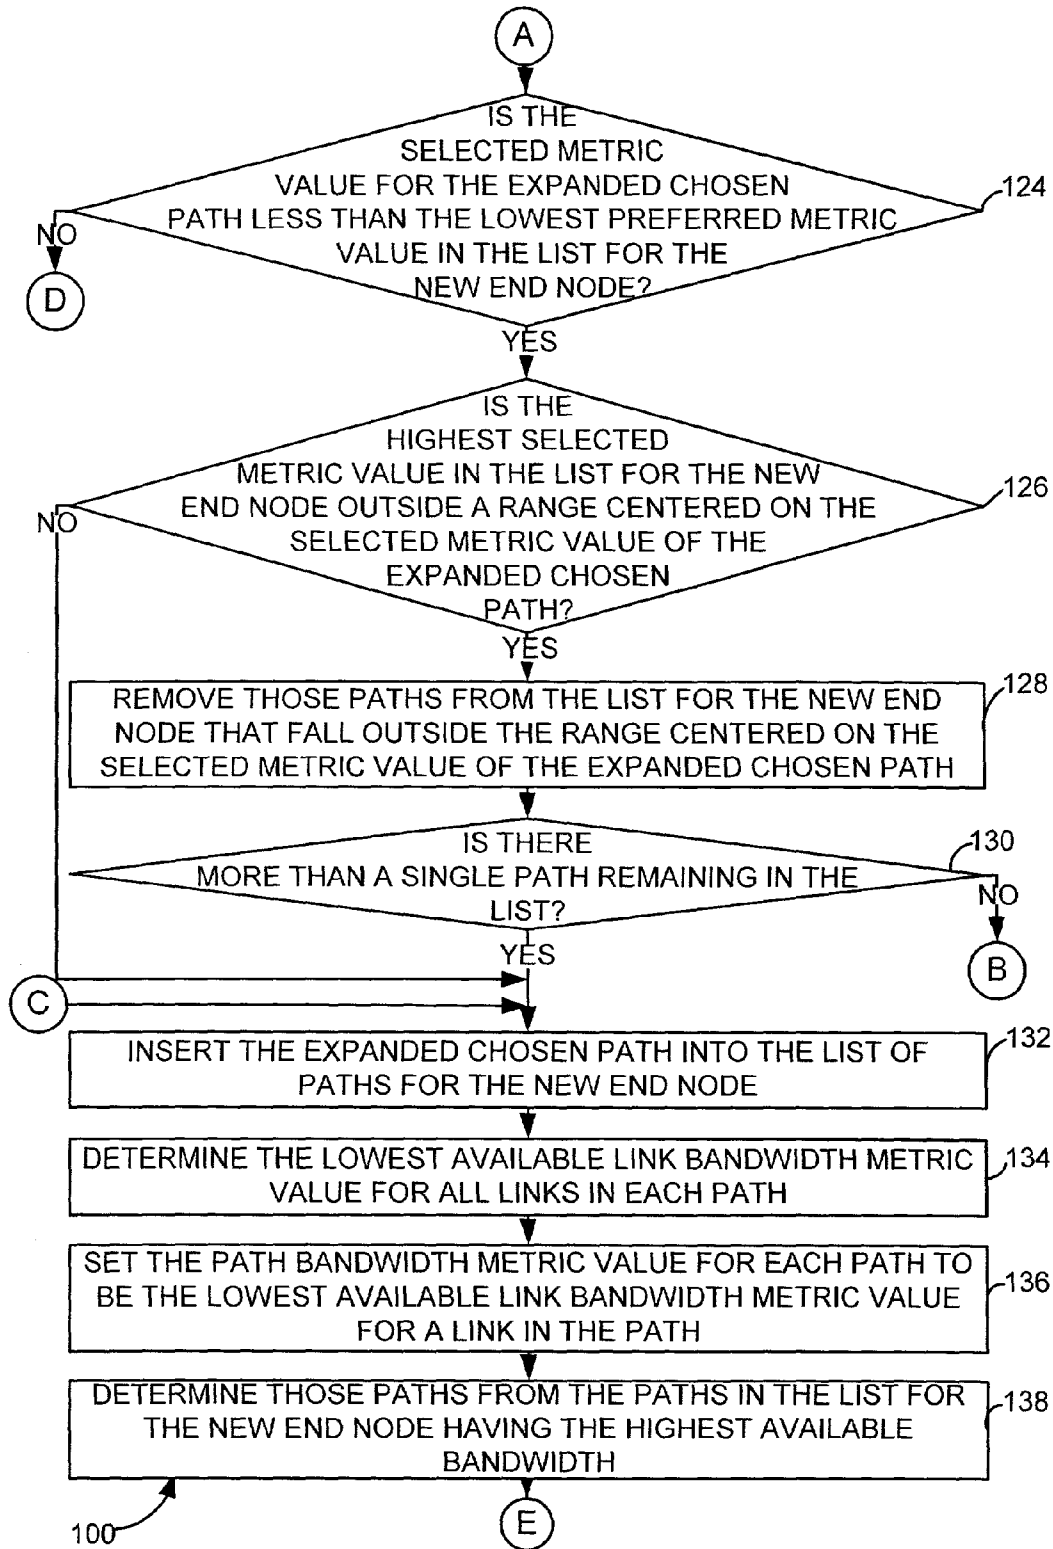 A
IS THE
SELECTED METRIC
VALUE FOR THE EXPANDED CHOSEN
PATH LESS THAN THE LOWEST PREFERRED METRIC
VALUE IN THE LIST FOR THE
NEW END NODE?
124
NO
D
YES
IS THE
HIGHEST SELECTED
METRIC VALUE IN THE LIST FOR THE NEW
END NODE OUTSIDE A RANGE CENTERED ON THE
SELECTED METRIC VALUE OF THE
EXPANDED CHOSEN
PATH?
126
NO
YES
REMOVE THOSE PATHS FROM THE LIST FOR THE NEW END
NODE THAT FALL OUTSIDE THE RANGE CENTERED ON THE
SELECTED METRIC VALUE OF THE EXPANDED CHOSEN PATH
128
IS THERE
MORE THAN A SINGLE PATH REMAINING IN THE
LIST?
130
NO
B
YES
C
INSERT THE EXPANDED CHOSEN PATH INTO THE LIST OF
PATHS FOR THE NEW END NODE
132
DETERMINE THE LOWEST AVAILABLE LINK BANDWIDTH METRIC
VALUE FOR ALL LINKS IN EACH PATH
134
SET THE PATH BANDWIDTH METRIC VALUE FOR EACH PATH TO
BE THE LOWEST AVAILABLE LINK BANDWIDTH METRIC VALUE
FOR A LINK IN THE PATH
136
DETERMINE THOSE PATHS FROM THE PATHS IN THE LIST FOR
THE NEW END NODE HAVING THE HIGHEST AVAILABLE
BANDWIDTH
138
100
E